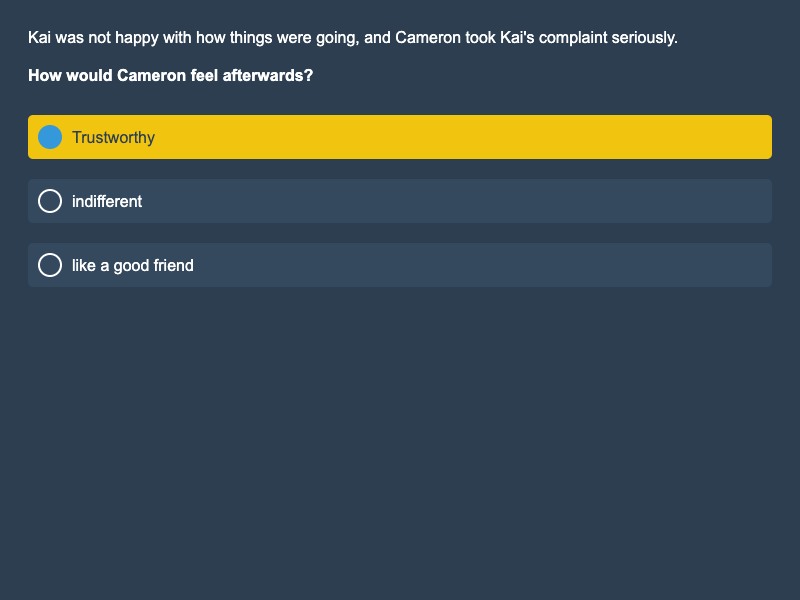 Kai was not happy with how things were going, and Cameron took Kai's complaint seriously.
How would Cameron feel afterwards?
Trustworthy
indifferent
like a good friend